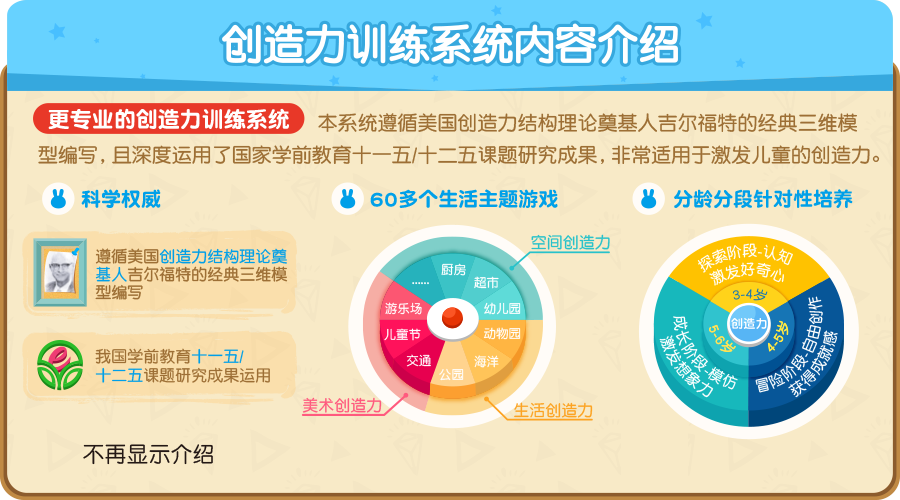 创造力训练系统内容介绍
更专业的创造力训练系统 本系统遵循美国创造力结构理论奠基人吉尔福特的经典三维模
型编写，且深度运用了国家学前教育十一五/十二五课题研究成果，非常适用于激发儿童的创造力。
科学权威
遵循美国创造力结构理论奠
基人吉尔福特的经典三维模
型编写
我国学前教育十一五/
十二五课题研究成果运用
不再显示介绍
60多个生活主题游戏
空间创造力
厨房
超市
幼儿园
动物园
海洋
公园
交通
儿童节
游乐场
......
美术创造力
生活创造力
分龄分段针对性培养
探索阶段-认知
激发好奇心
3-4岁
创造力
4-5岁
冒险阶段-自由创作
获得成就感
5-6岁
成长阶段-模仿
激发想象力